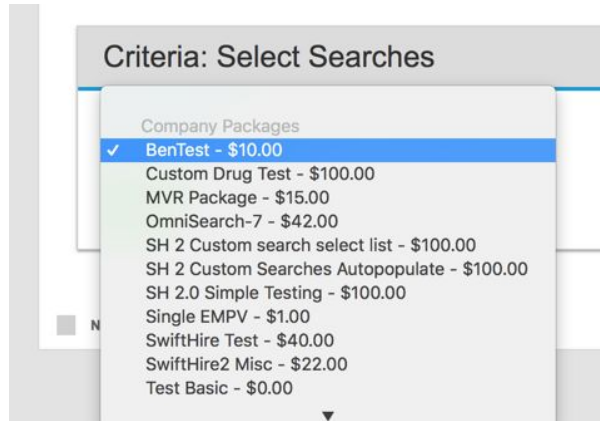 Criteria: Select Searches
Company Packages
✓ BenTest - $10.00
Custom Drug Test - $100.00
MVR Package - $15.00
OmniSearch-7 - $42.00
SH 2 Custom search select list - $100.00
SH 2 Custom Searches Autopopulate - $100.00
SH 2.0 Simple Testing - $100.00
Single EMPV - $1.00
N
SwiftHire Test - $40.00
SwiftHire2 Misc - $22.00
Test Basic - $0.00